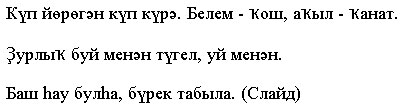 Күп йөрөгән күп күрә. Белем - ҡош, аҡыл - ҡанат.
Ҙурлыҡ буй менән түгел, уй менән.
Баш һау булһа, бүрек табыла. (Слайд)